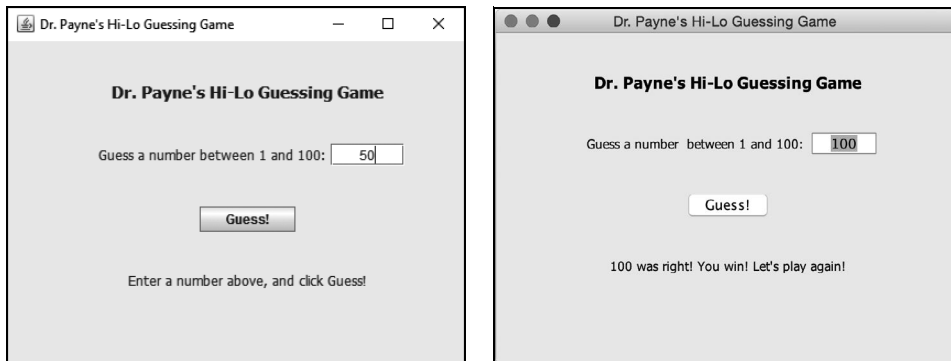 Dr. Payne's Hi-Lo Guessing Game
Dr. Payne's Hi-Lo Guessing Game
Guess a number between 1 and 100: 50
Guess!
Enter a number above, and click Guess!
Dr. Payne's Hi-Lo Guessing Game
Dr. Payne's Hi-Lo Guessing Game
Guess a number between 1 and 100: 100
Guess!
100 was right! You win! Let's play again!